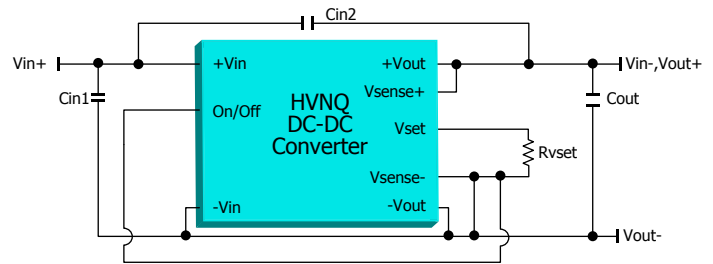 Cin2
Vin+
+Vin
+Vout
Vin-,Vout+
Cin1
Vsense+
Cout
On/Off
HVNQ
DC-DC
Converter
Vset
Rvset
Vsense-
-Vin
-Vout
Vout-